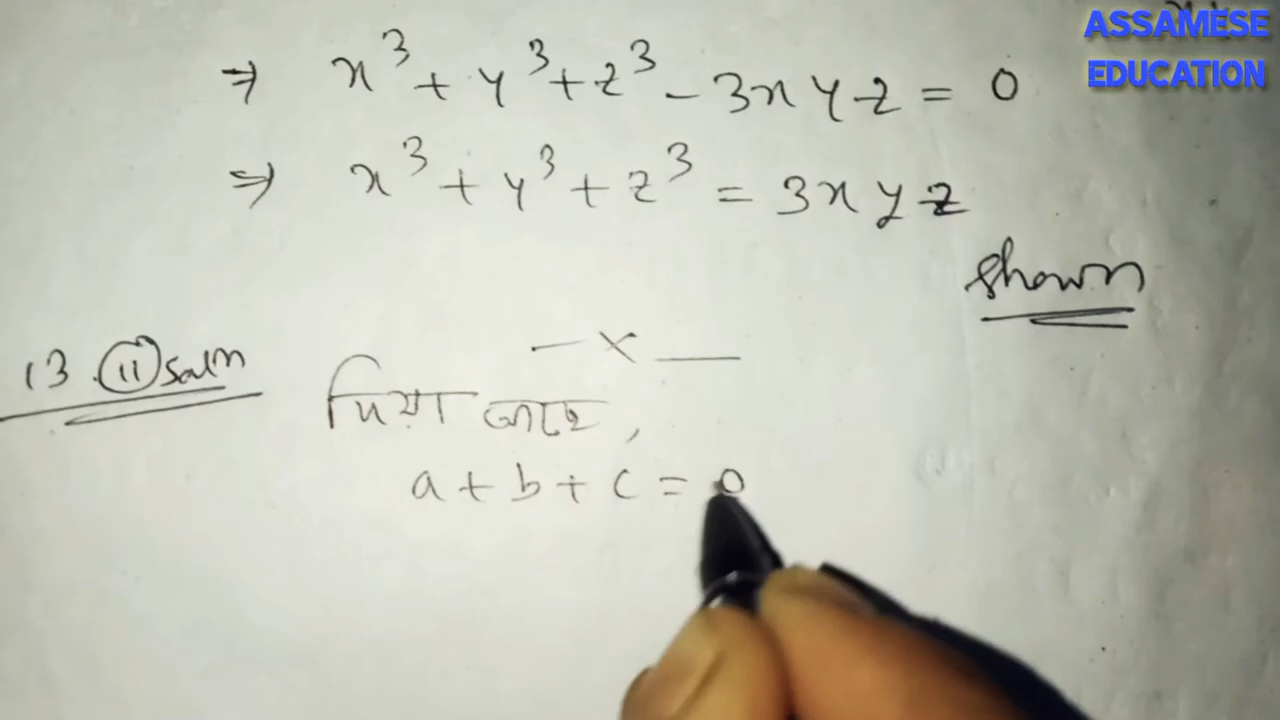 ASSAMESE
EDUCATION
⇒ x³ + y³ + z³ - 3xyz = 0
⇒ x³ + y³ + z³ = 3xyz
shown
— × —
13 (ii) soln
দিয়া আছে,
a + b + c = 0